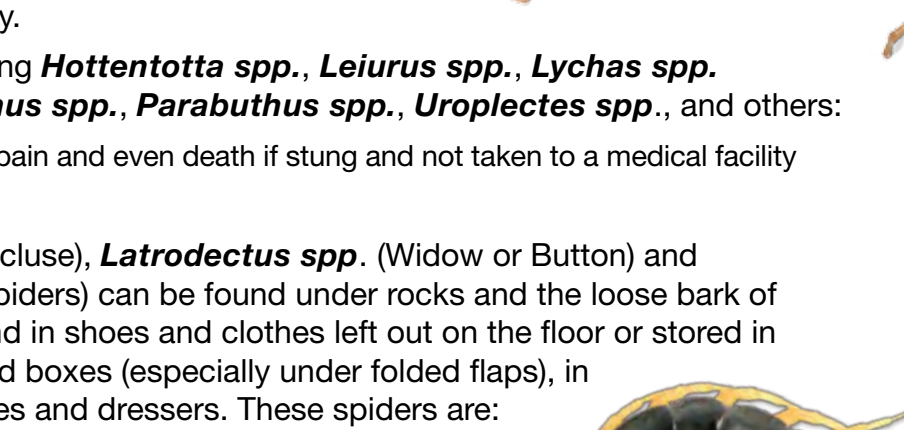 y.
ng Hottentotta spp., Leiurus spp., Lychas spp.
us spp., Parabuthus spp., Uroplectes spp., and others:
pain and even death if stung and not taken to a medical facility
cluse), Latrodectus spp. (Widow or Button) and
piders) can be found under rocks and the loose bark of
nd in shoes and clothes left out on the floor or stored in
d boxes (especially under folded flaps), in
es and dressers. These spiders are: